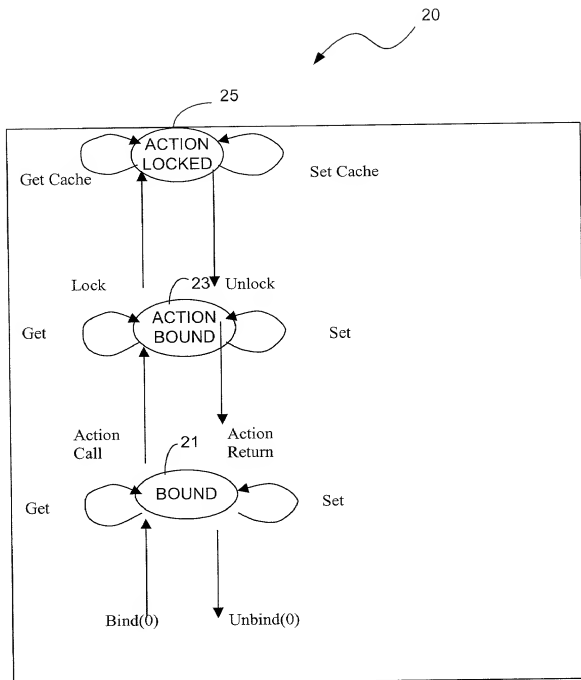 20
25
ACTION
LOCKED
Get Cache
Set Cache
Lock
23
Unlock
Get
ACTION
BOUND
Set
Action
Call
21
Action
Return
Get
BOUND
Set
Bind(0)
Unbind(0)